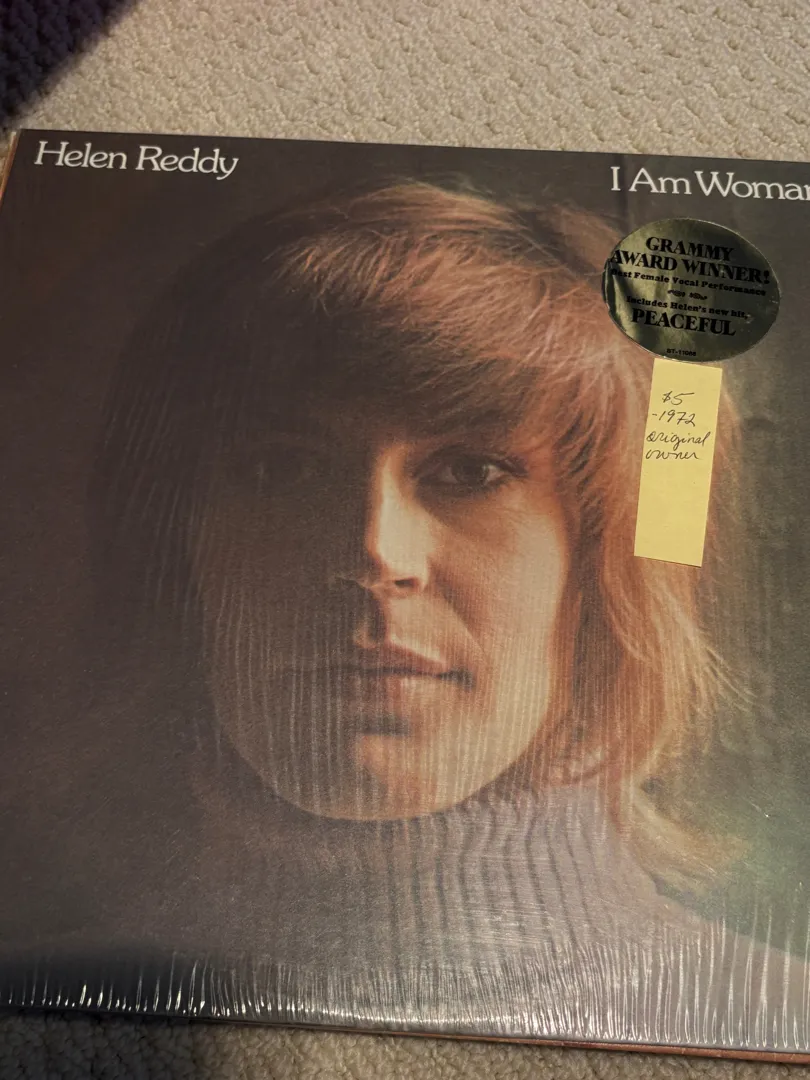 Helen Reddy
I Am Woma
GRAMMY
AWARD WINNER!
Best Female Vocal Performance
Includes Helen's new hit,
PEACEFUL
$5
-1972
original
owner